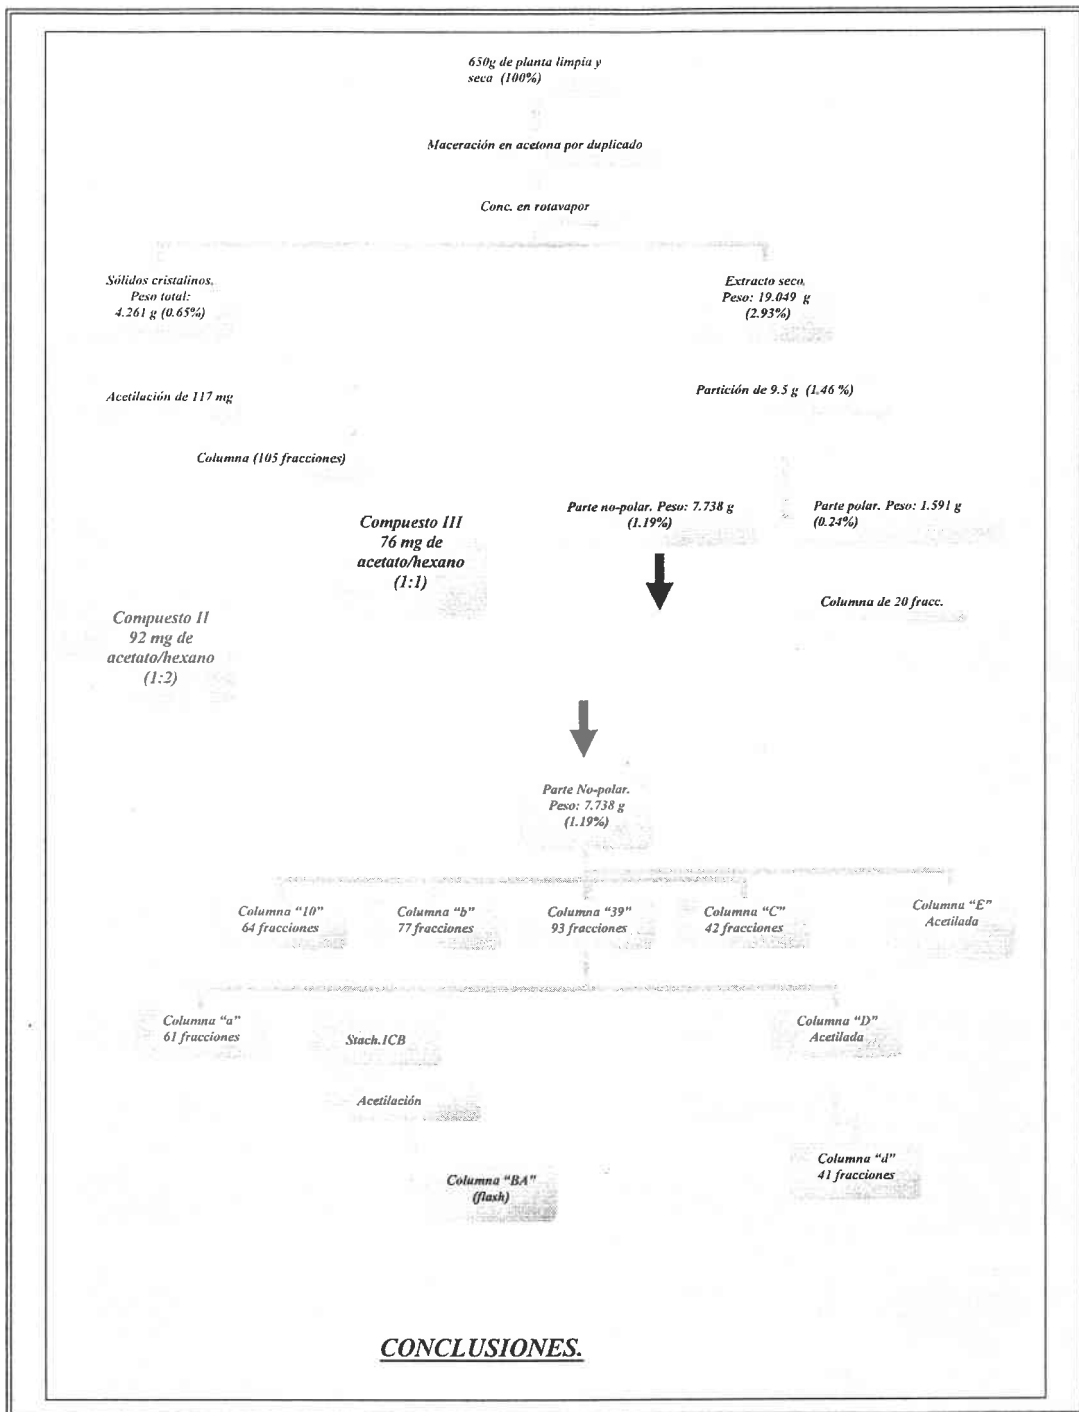 650g de planta limpia y
seca (100%)
Maceración en acetona por duplicado
Conc. en rotavapor
Sólidos cristalinos.
Peso total:
4.261 g (0.65%)
Extracto seco.
Peso: 19.049 g
(2.93%)
Acetilación de 117 mg
Partición de 9.5 g (1.46 %)
Columna (105 fracciones)
Parte no-polar. Peso: 7.738 g
(1.19%)
Parte polar. Peso: 1.591 g
(0.24%)
Compuesto III
76 mg de
acetato/hexano
(1:1)
Columna de 20 fracc.
Compuesto II
92 mg de
acetato/hexano
(1:2)
Parte No-polar.
Peso: 7.738 g
(1.19%)
Columna "10"
64 fracciones
Columna "b"
77 fracciones
Columna "39"
93 fracciones
Columna "C"
42 fracciones
Columna "E"
Acetilada
Columna "a"
61 fracciones
Stach.ICB
Columna "D"
Acetilada
Acetilación
Columna "BA"
(flash)
Columna "d"
41 fracciones
CONCLUSIONES.